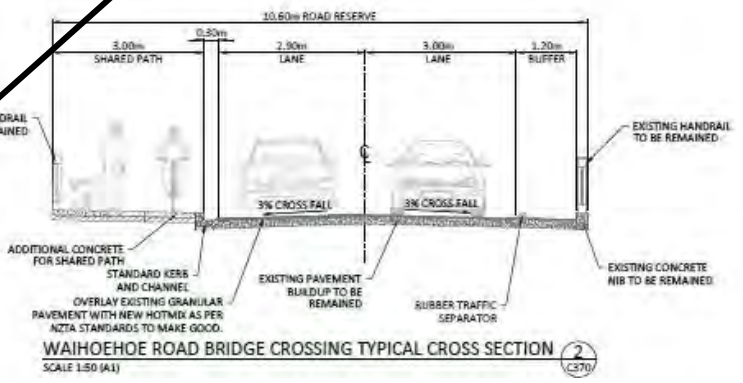 10.60m ROAD RESERVE
0.30m
3.00m
SHARED PATH
2.90m
LANE
3.00m
LANE
1.20m
BUFFER
DRAIL
AINED
EXISTING HANDRAIL
TO BE REMAINED
℄
3% CROSS FALL
3% CROSS FALL
ADDITIONAL CONCRETE
FOR SHARED PATH
STANDARD KERB
AND CHANNEL
OVERLAY EXISTING GRANULAR
PAVEMENT WITH NEW HOTMIX AS PER
NZTA STANDARDS TO MAKE GOOD.
EXISTING PAVEMENT
BUILDUP TO BE
REMAINED
RUBBER TRAFFIC
SEPARATOR
EXISTING CONCRETE
NIB TO BE REMAINED
WAIHOEHOE ROAD BRIDGE CROSSING TYPICAL CROSS SECTION
SCALE 1:50 (A1)
2
C370